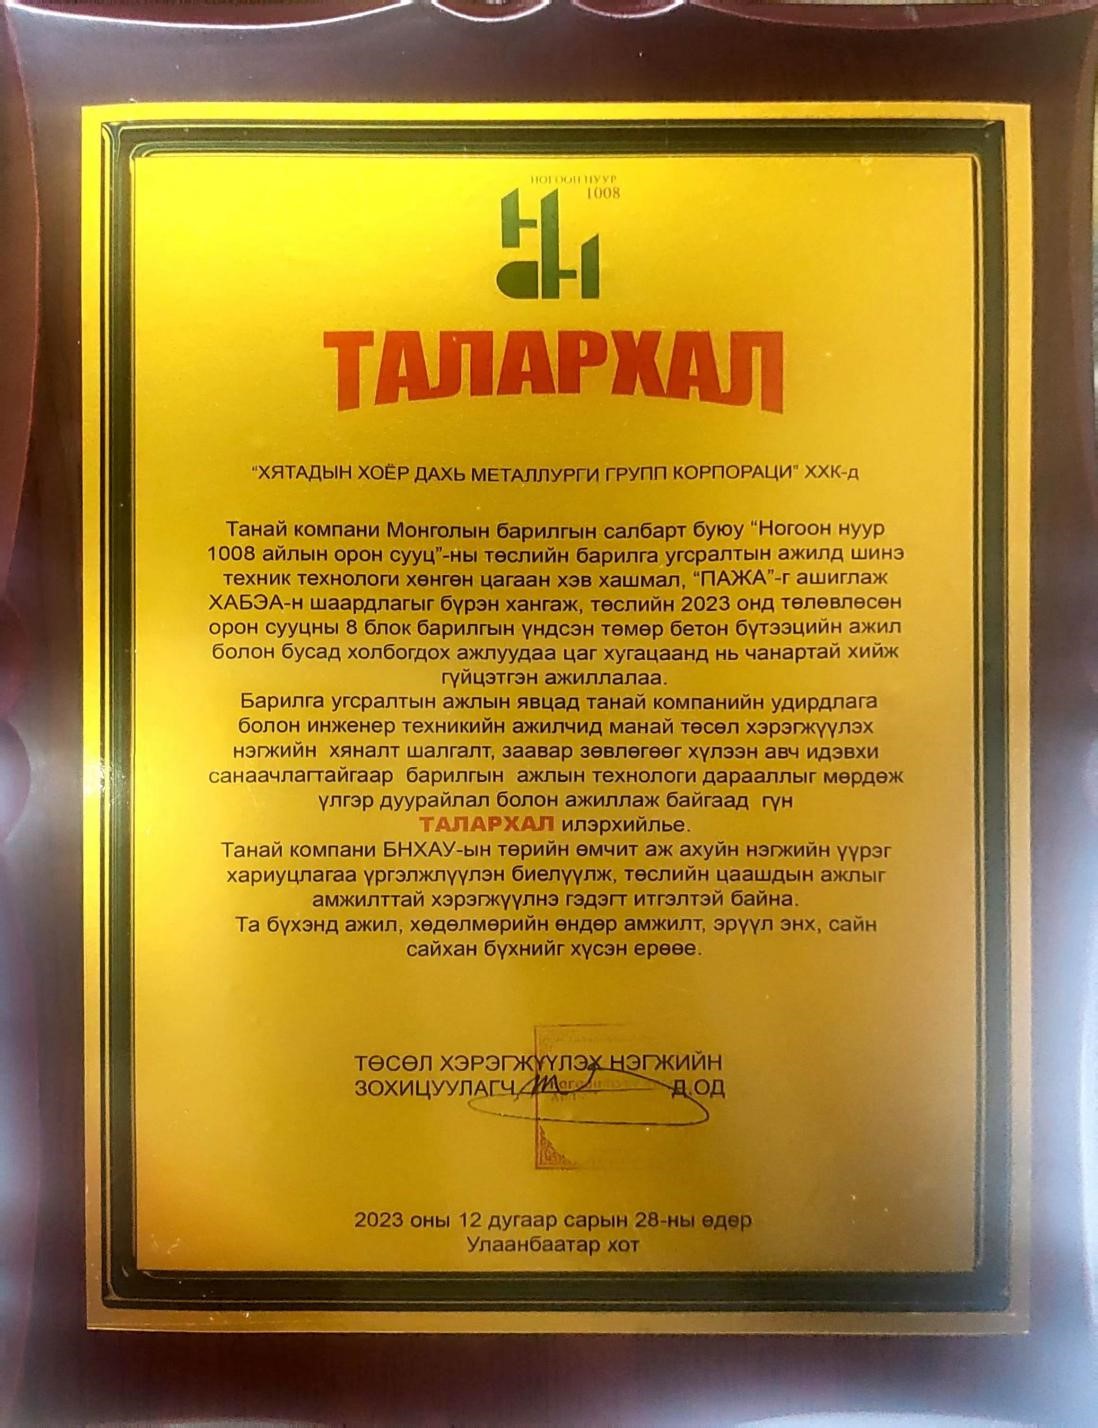 НОГООН НУУР
1008
ТАЛАРХАЛ
“ХЯТАДЫН ХОЁР ДАХЬ МЕТАЛЛУРГИ ГРУПП КОРПОРАЦИ” ХХК-д
Танай компани Монголын барилгын салбарт буюу “Ногоон нуур
1008 айлын орон сууц”-ны төслийн барилга угсралтын ажилд шинэ
техник технологи хөнгөн цагаан хэв хашмал, “ПАЖА”-г ашиглаж
ХАБЭА-н шаардлагыг бүрэн хангаж, төслийн 2023 онд төлөвлөсөн
орон сууцны 8 блок барилгын үндсэн төмөр бетон бүтээцийн ажил
болон бусад холбогдох ажлуудаа цаг хугацаанд нь чанартай хийж
гүйцэтгэн ажиллалаа.
Барилга угсралтын ажлын явцад танай компанийн удирдлага
болон инженер техникийн ажилчид манай төсөл хэрэгжүүлэх
нэгжийн хяналт шалгалт, заавар зөвлөгөөг хүлээн авч идэвхи
санаачлагтайгаар барилгын ажлын технологи дарааллыг мөрдөж
үлгэр дуурайлал болон ажиллаж байгаад гүн
ТАЛАРХАЛ илэрхийлье.
Танай компани БНХАУ-ын төрийн өмчит аж ахуйн нэгжийн үүрэг
хариуцлагаа үргэлжлүүлэн биелүүлж, төслийн цаашдын ажлыг
амжилттай хэрэгжүүлнэ гэдэгт итгэлтэй байна.
Та бүхэнд ажил, хөдөлмөрийн өндөр амжилт, эрүүл энх, сайн
сайхан бүхнийг хүсэн ерөөе.
ТӨСӨЛ ХЭРЭГЖҮҮЛЭХ НЭГЖИЙН
ЗОХИЦУУЛАГЧ Д.ОД
2023 оны 12 дугаар сарын 28-ны өдөр
Улаанбаатар хот